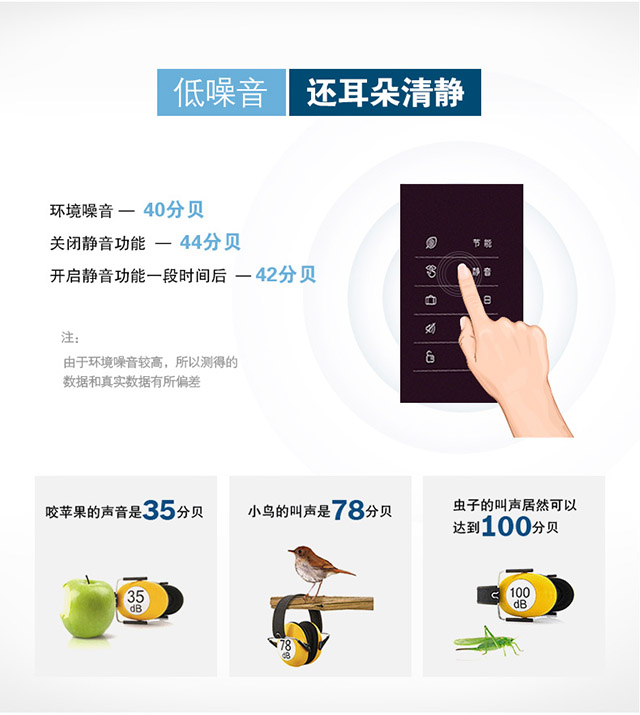 低噪音 还耳朵清静
环境噪音 — 40分贝
关闭静音功能 — 44分贝
开启静音功能一段时间后 — 42分贝
注：
由于环境噪音较高，所以测得的
数据和真实数据有所偏差
节能
静音
日
咬苹果的声音是35分贝
小鸟的叫声是78分贝
虫子的叫声居然可以
达到100分贝
35
dB
78
dB
100
dB